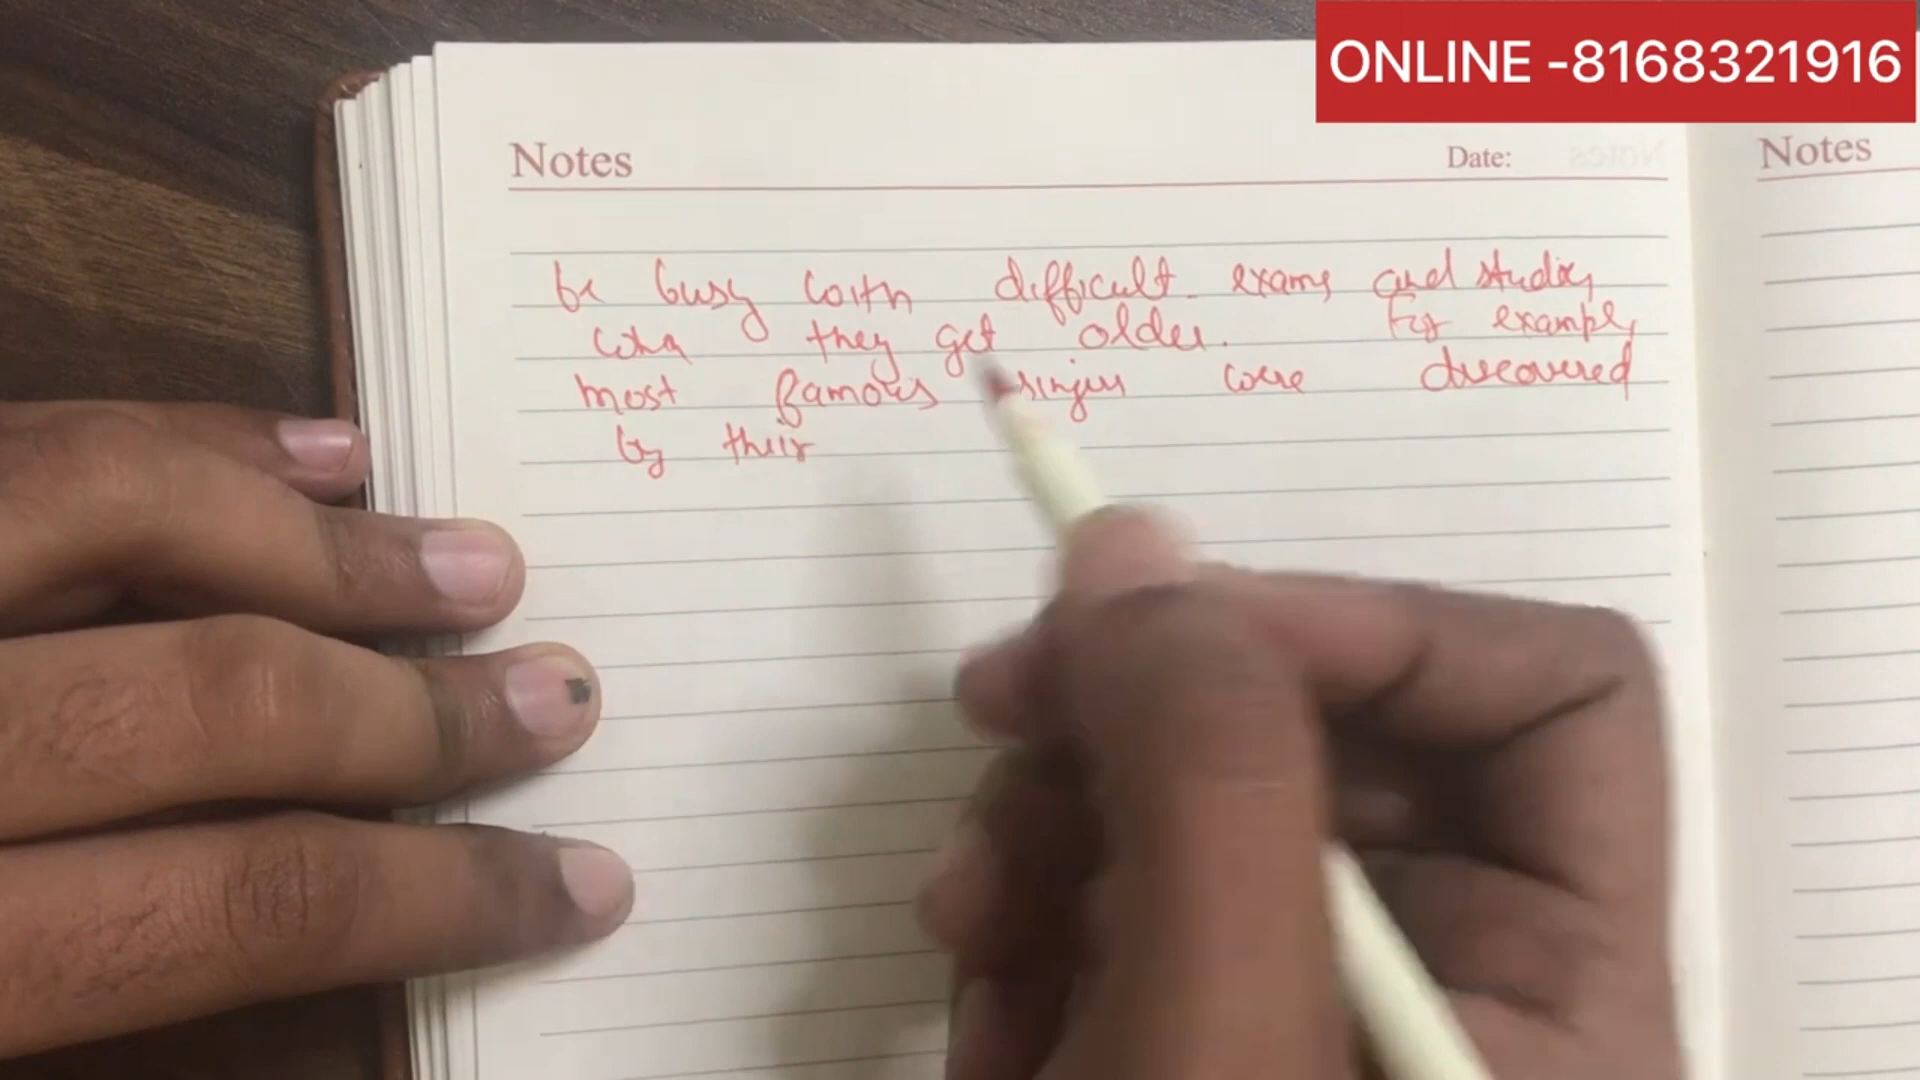 ONLINE -8168321916
Notes Date:
Notes
be busy with difficult exams and studies
when they get older. For example,
most famous singers were discovered
by their